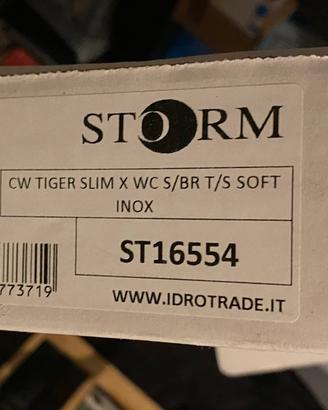 STORM
CW TIGER SLIM X WC S/BR T/S SOFT
INOX
ST16554
773719
WWW.IDROTRADE.IT